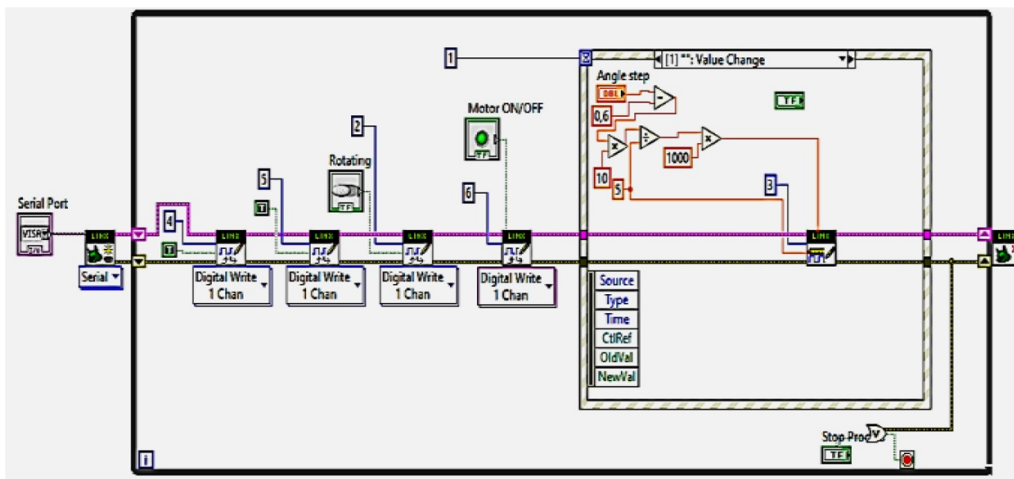 [1] "": Value Change
1
Angle step
DBL
TF
Motor ON/OFF
0,6
2
TF
1000
Rotating
10
5
5
6
3
TF
Serial Port
T
4
VISA
LINX
LINX
LINX
LINX
LINX
LINX
LINX
T
Serial
Digital Write
1 Chan
Digital Write
1 Chan
Digital Write
1 Chan
Digital Write
1 Chan
Source
Type
Time
CtlRef
OldVal
NewVal
Stop Proc
TF
i